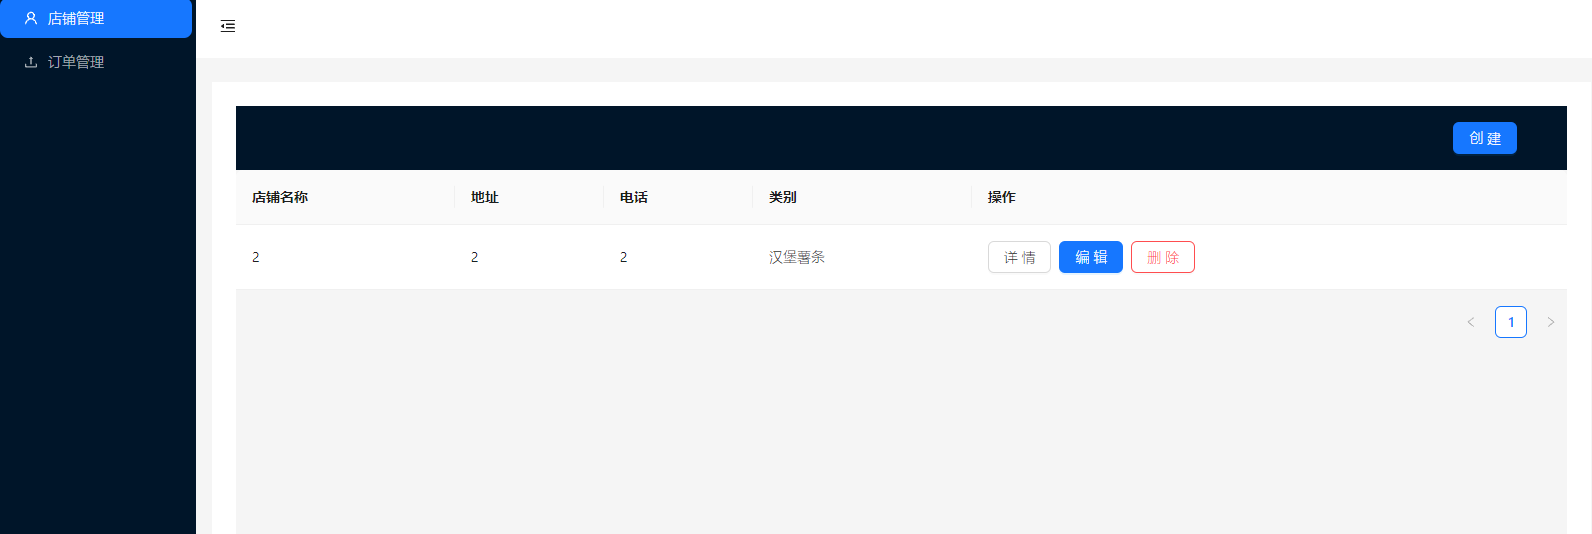 店铺管理
订单管理
创 建
店铺名称 地址 电话 类别 操作
2 2 2 汉堡薯条 详 情 编 辑 删 除
1